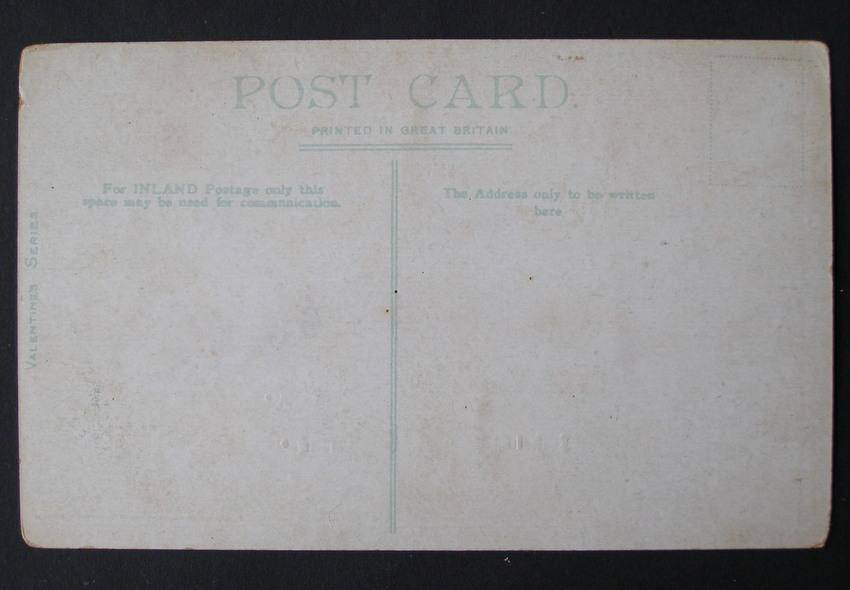 POST CARD.
PRINTED IN GREAT BRITAIN
For INLAND Postage only this
space may be used for communication.
The Address only to be written
here
VALENTINE'S SERIES